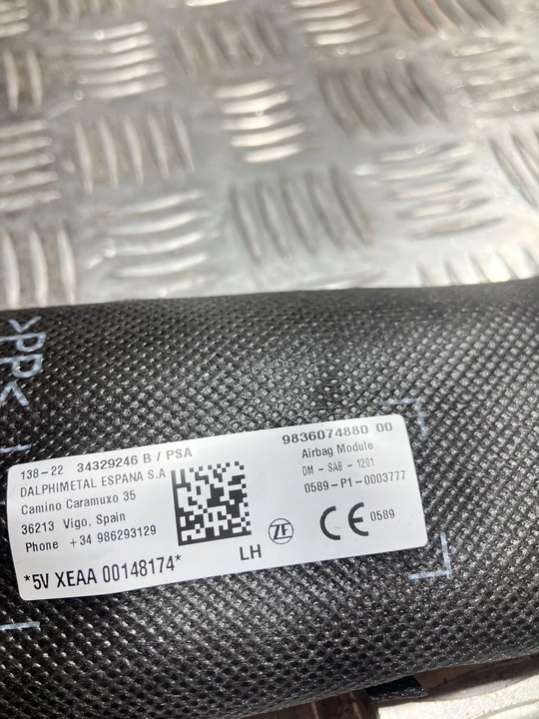 >PP<
138-22 34329246 B / PSA
DALPHIMETAL ESPANA S.A
Camino Caramuxo 35
36213 Vigo, Spain
Phone +34 986293129
*5V XEAA 00148174*
LH
ZF
9836074880 00
Airbag Module
DM - SAB - 1201
0589-P1-0003777
CE 0589